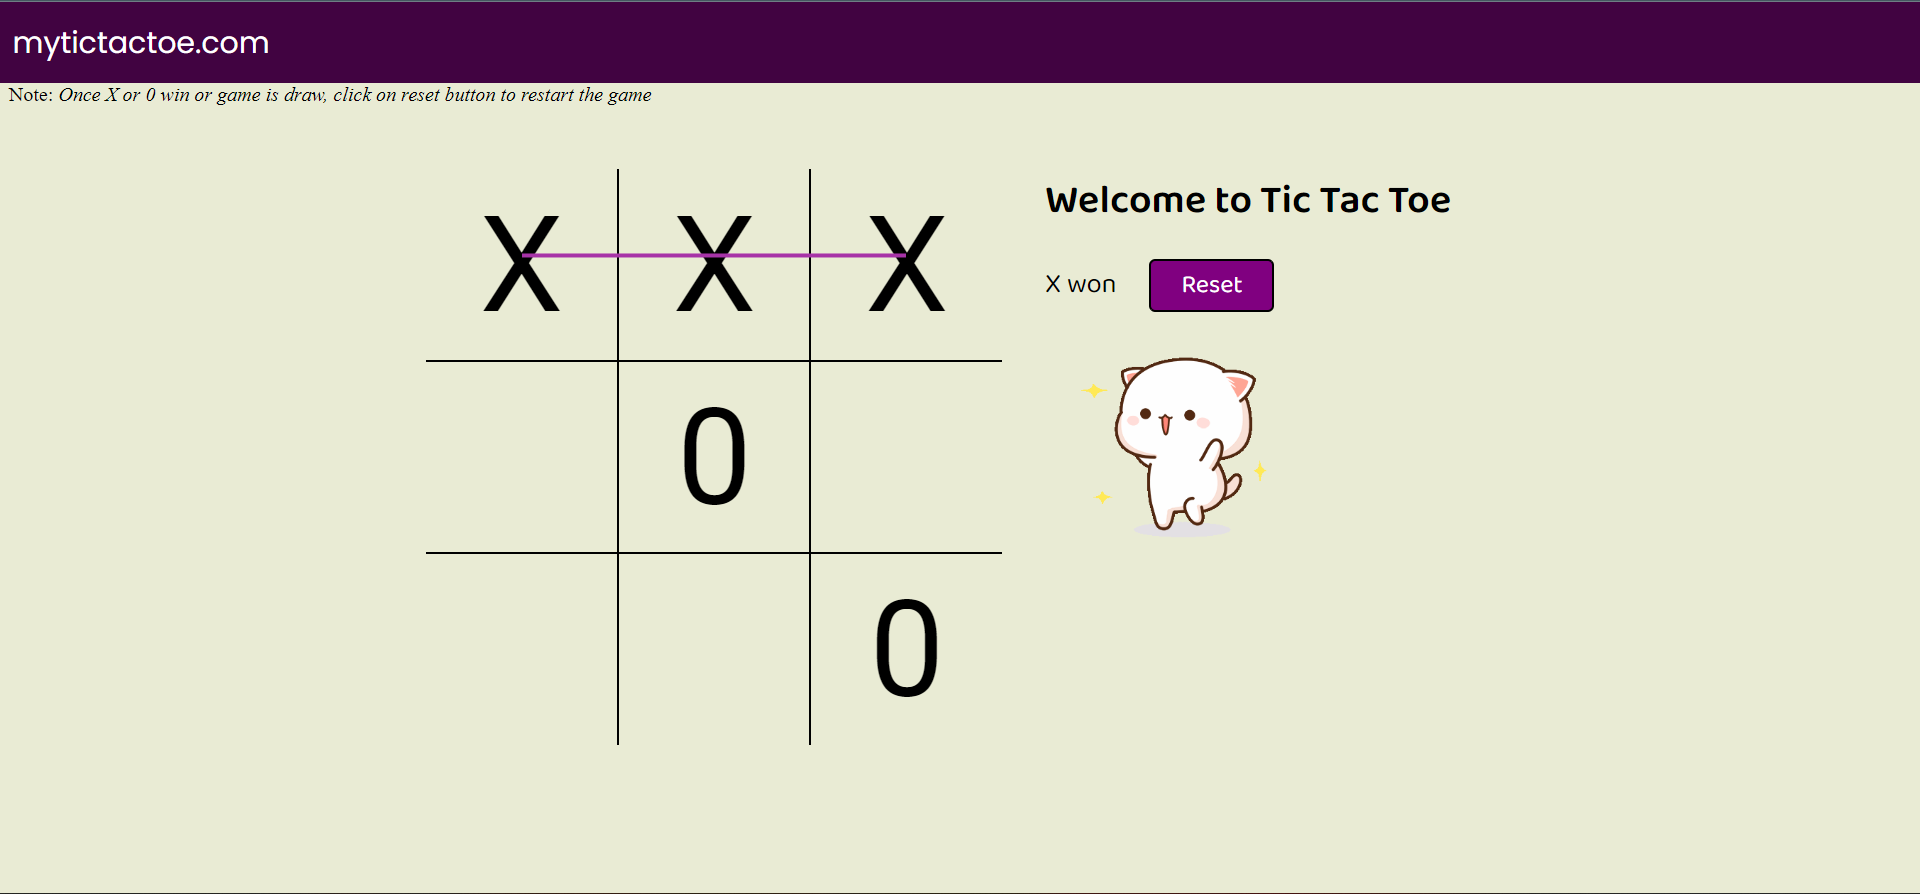 mytictactoe.com
Note: Once X or 0 win or game is draw, click on reset button to restart the game
X X X
0
0
Welcome to Tic Tac Toe
X won Reset